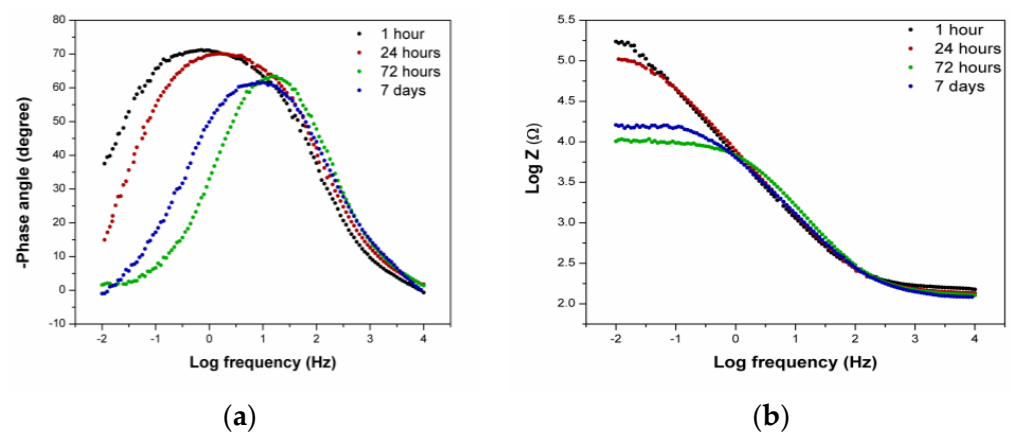 80
70
60
50
40
30
20
10
0
-10
-Phase angle (degree)
1 hour
24 hours
72 hours
7 days
-2 -1 0 1 2 3 4
Log frequency (Hz)
(a)
5.5
5.0
4.5
4.0
3.5
3.0
2.5
2.0
Log Z (Ω)
1 hour
24 hours
72 hours
7 days
-2 -1 0 1 2 3 4
Log frequency (Hz)
(b)